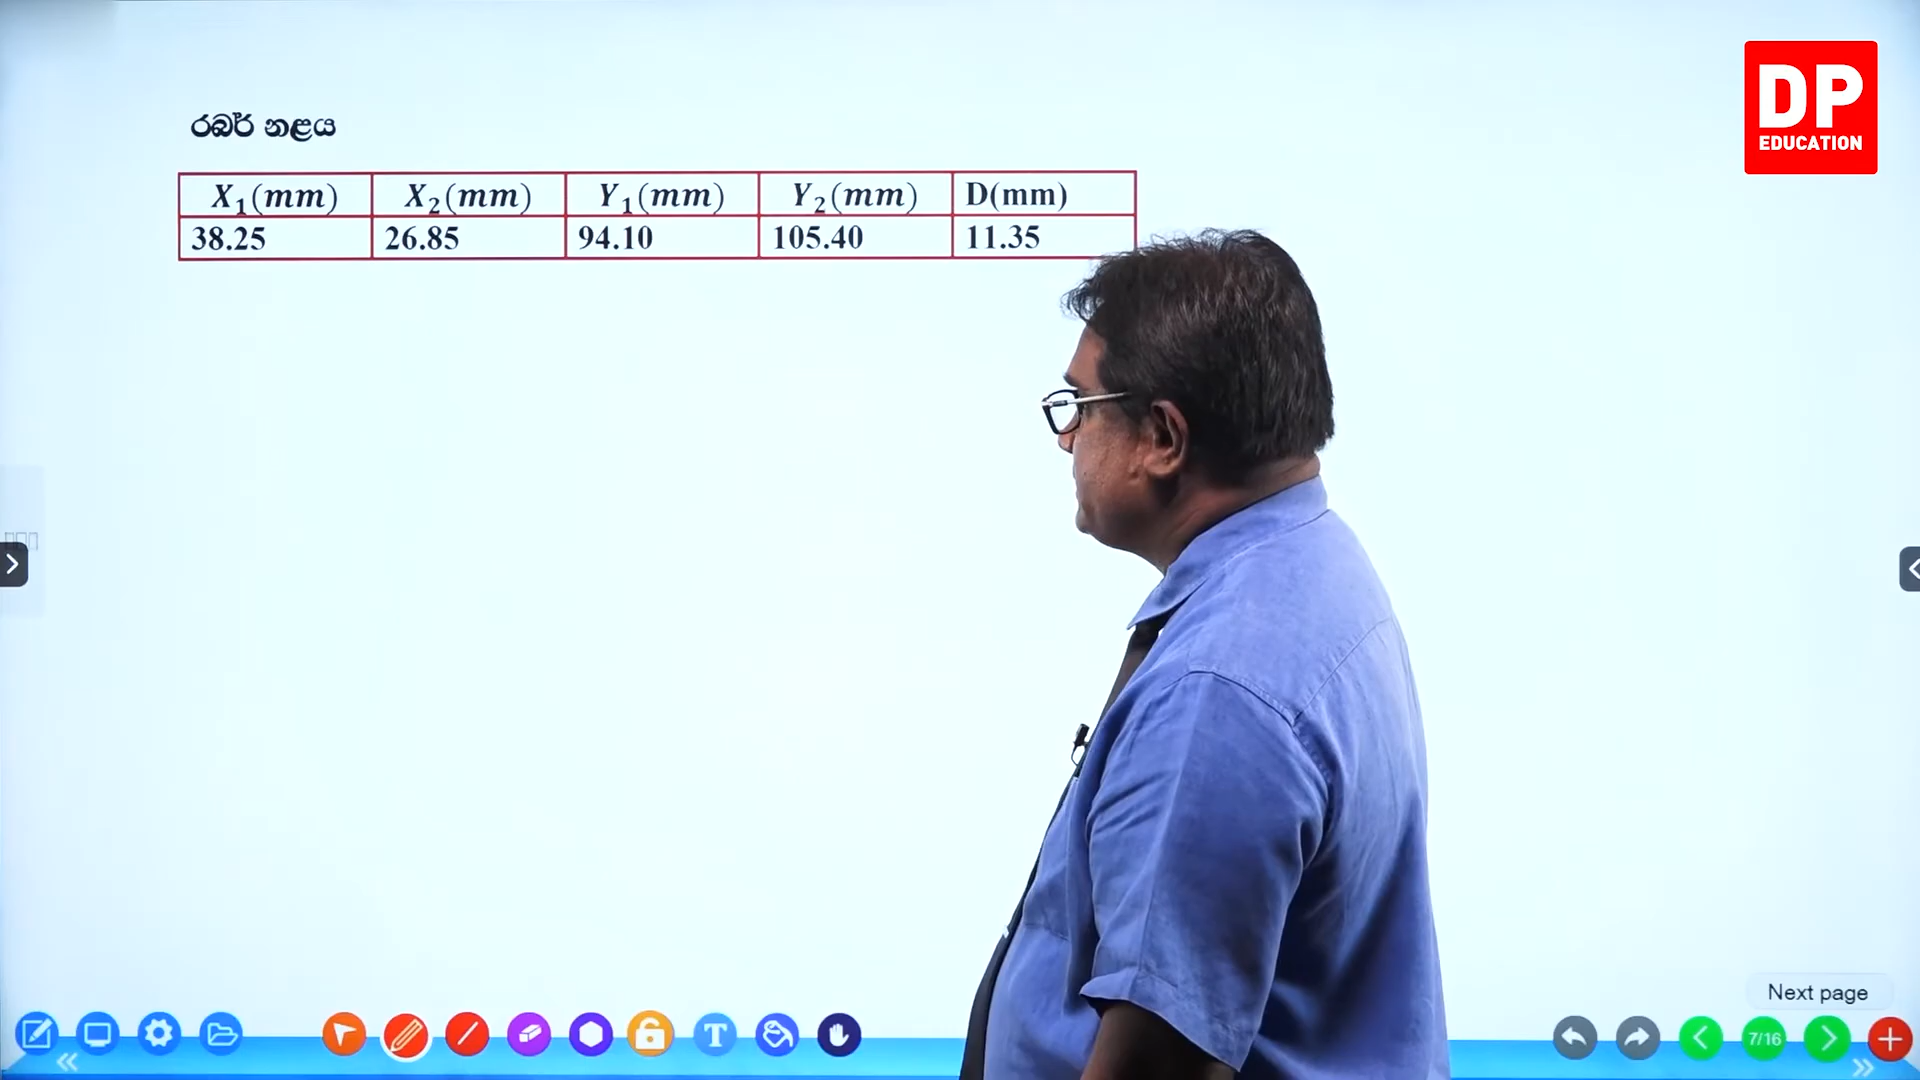 DP
EDUCATION
රබර් නළය
X₁(mm) X₂(mm) Y₁(mm) Y₂(mm) D(mm)
38.25 26.85 94.10 105.40 11.35
Next page
T
7/16